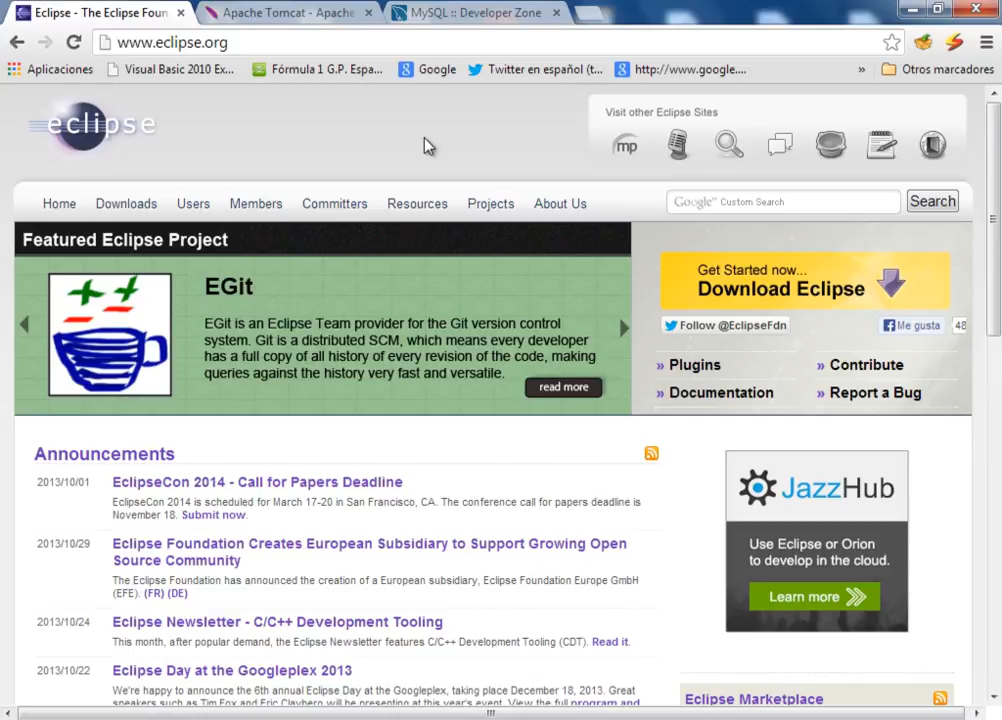 Eclipse - The Eclipse Foun
Apache Tomcat - Apache
MySQL :: Developer Zone
www.eclipse.org
Aplicaciones
Visual Basic 2010 Ex...
Fórmula 1 G.P. Espa...
Google
Twitter en español (t...
http://www.google....
»
Otros marcadores
eclipse
Visit other Eclipse Sites
mp
Home
Downloads
Users
Members
Committers
Resources
Projects
About Us
Google™ Custom Search
Search
Featured Eclipse Project
EGit
EGit is an Eclipse Team provider for the Git version control
system. Git is a distributed SCM, which means every developer
has a full copy of all history of every revision of the code, making
queries against the history very fast and versatile.
read more
Get Started now...
Download Eclipse
Follow @EclipseFdn
Me gusta
48
» Plugins
» Contribute
» Documentation
» Report a Bug
Announcements
2013/10/01
EclipseCon 2014 - Call for Papers Deadline
EclipseCon 2014 is scheduled for March 17-20 in San Francisco, CA. The conference call for papers deadline is
November 18. Submit now.
2013/10/29
Eclipse Foundation Creates European Subsidiary to Support Growing Open
Source Community
The Eclipse Foundation has announced the creation of a European subsidiary, Eclipse Foundation Europe GmbH
(EFE). (FR) (DE)
2013/10/24
Eclipse Newsletter - C/C++ Development Tooling
This month, after popular demand, the Eclipse Newsletter features C/C++ Development Tooling (CDT). Read it.
2013/10/22
Eclipse Day at the Googleplex 2013
We're happy to announce the 6th annual Eclipse Day at the Googleplex, taking place December 18, 2013. Great
speakers such as Tim Fox and Eric Clayberg will be presenting at this year's event. View the full program and
JazzHub
Use Eclipse or Orion
to develop in the cloud.
Learn more
Eclipse Marketplace